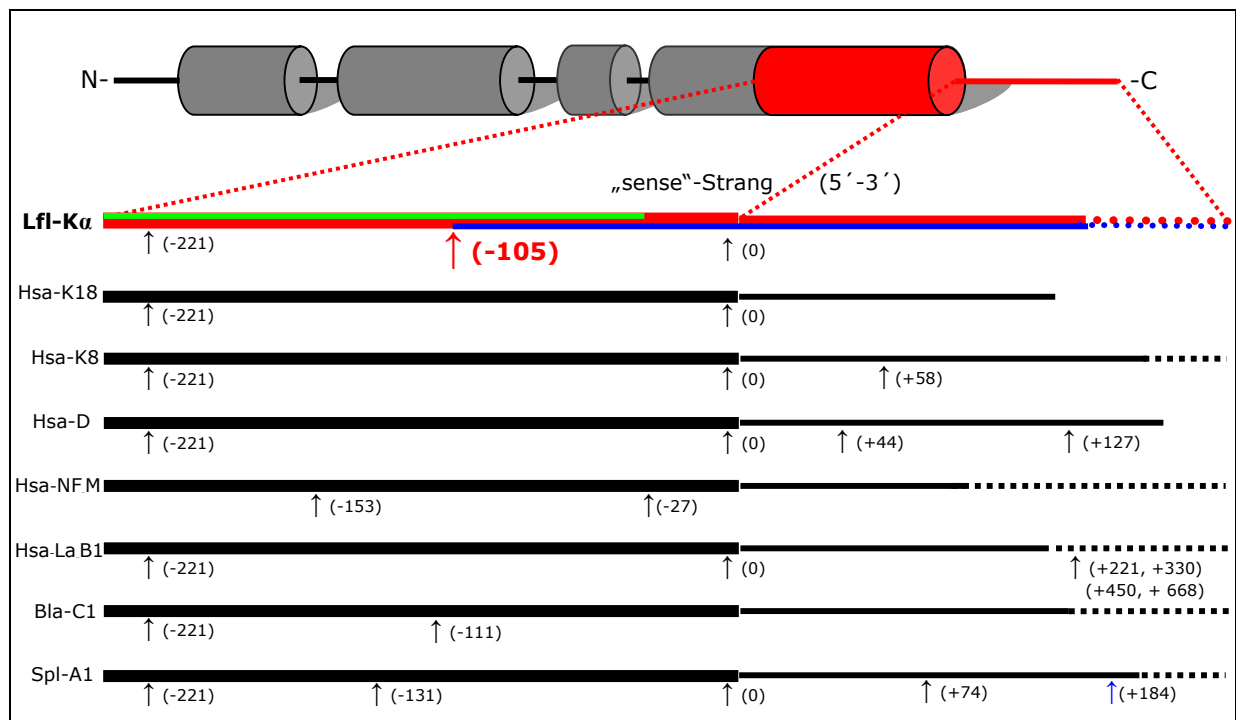 N- -C
„sense“-Strang (5´-3´)
Lfl-Kα
↑ (-221) ↑ (-105) ↑ (0)
Hsa-K18
↑ (-221) ↑ (0)
Hsa-K8
↑ (-221) ↑ (0) ↑ (+58)
Hsa-D
↑ (-221) ↑ (0) ↑ (+44) ↑ (+127)
Hsa-NF.M
↑ (-153) ↑ (-27)
Hsa-La.B1
↑ (-221) ↑ (0) ↑ (+221, +330)
(+450, + 668)
Bla-C1
↑ (-221) ↑ (-111)
Spl-A1
↑ (-221) ↑ (-131) ↑ (0) ↑ (+74) ↑ (+184)